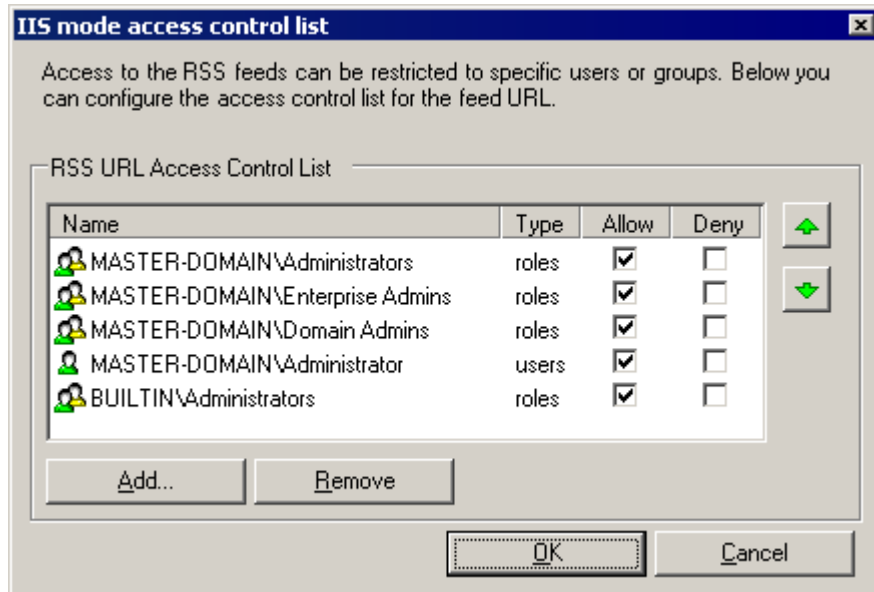 IIS mode access control list
Access to the RSS feeds can be restricted to specific users or groups. Below you
can configure the access control list for the feed URL.
RSS URL Access Control List
Name Type Allow Deny
MASTER-DOMAIN\Administrators roles
MASTER-DOMAIN\Enterprise Admins roles
MASTER-DOMAIN\Domain Admins roles
MASTER-DOMAIN\Administrator users
BUILTIN\Administrators roles
Add... Remove
OK Cancel